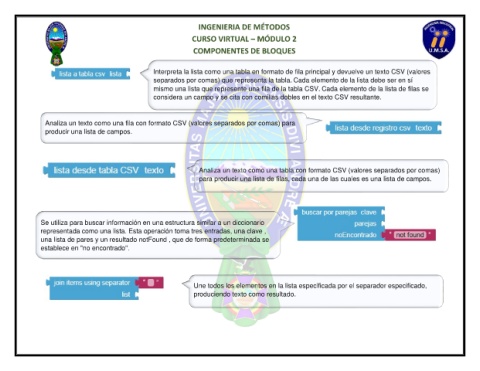 INGENIERIA DE MÉTODOS
CURSO VIRTUAL – MÓDULO 2
COMPONENTES DE BLOQUES
U.M.S.A.
lista a tabla csv lista
Interpreta la lista como una tabla en formato de fila principal y devuelve un texto CSV (valores
separados por comas) que representa la tabla. Cada elemento de la lista debe ser en sí
mismo una lista que represente una fila de la tabla CSV. Cada elemento de la lista de filas se
considera un campo y se cita con comillas dobles en el texto CSV resultante.
Analiza un texto como una fila con formato CSV (valores separados por comas) para
producir una lista de campos.
lista desde registro csv texto
lista desde tabla CSV texto
Analiza un texto como una tabla con formato CSV (valores separados por comas)
para producir una lista de filas, cada una de las cuales es una lista de campos.
Se utiliza para buscar información en una estructura similar a un diccionario
representada como una lista. Esta operación toma tres entradas, una clave ,
una lista de pares y un resultado notFound , que de forma predeterminada se
establece en "no encontrado".
buscar por parejas clave
parejas
noEncontrado " not found "
join items using separator " "
list
Une todos los elementos en la lista especificada por el separador especificado,
produciendo texto como resultado.